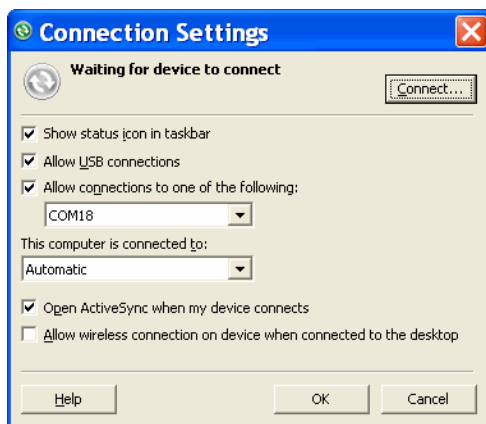 Connection Settings
Waiting for device to connect
Connect...
Show status icon in taskbar
Allow USB connections
Allow connections to one of the following:
COM18
This computer is connected to:
Automatic
Open ActiveSync when my device connects
Allow wireless connection on device when connected to the desktop
Help
OK
Cancel